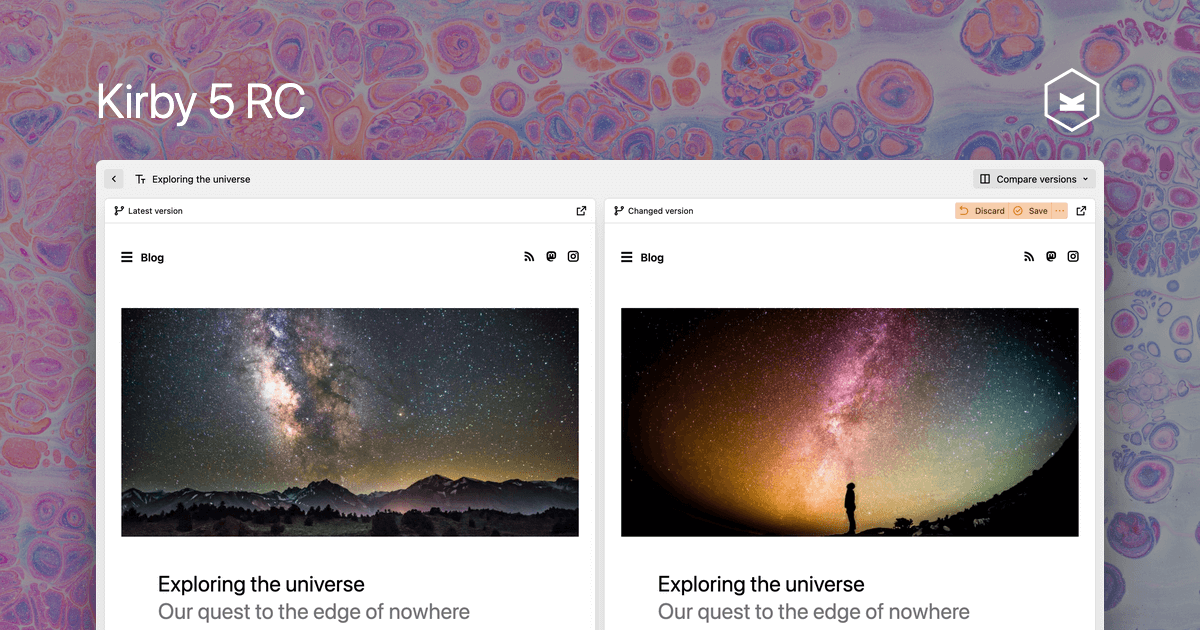 Kirby 5 RC
Exploring the universe
Compare versions
Latest version
Changed version
Discard
Save
Blog
Blog
Exploring the universe
Our quest to the edge of nowhere
Exploring the universe
Our quest to the edge of nowhere